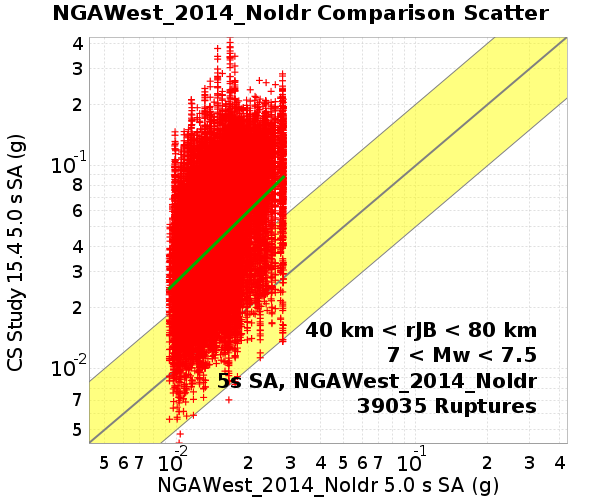 NGAWest_2014_NoIdr Comparison Scatter
CS Study 15.4 5.0 s SA (g)
4
3
2
10-1
8
6
4
3
2
10-2
7
5
40 km < rJB < 80 km
7 < Mw < 7.5
5s SA, NGAWest_2014_NoIdr
39035 Ruptures
5 6 7 10-2 2 3 4 5 6 7 10-1 2 3 4
NGAWest_2014_NoIdr 5.0 s SA (g)